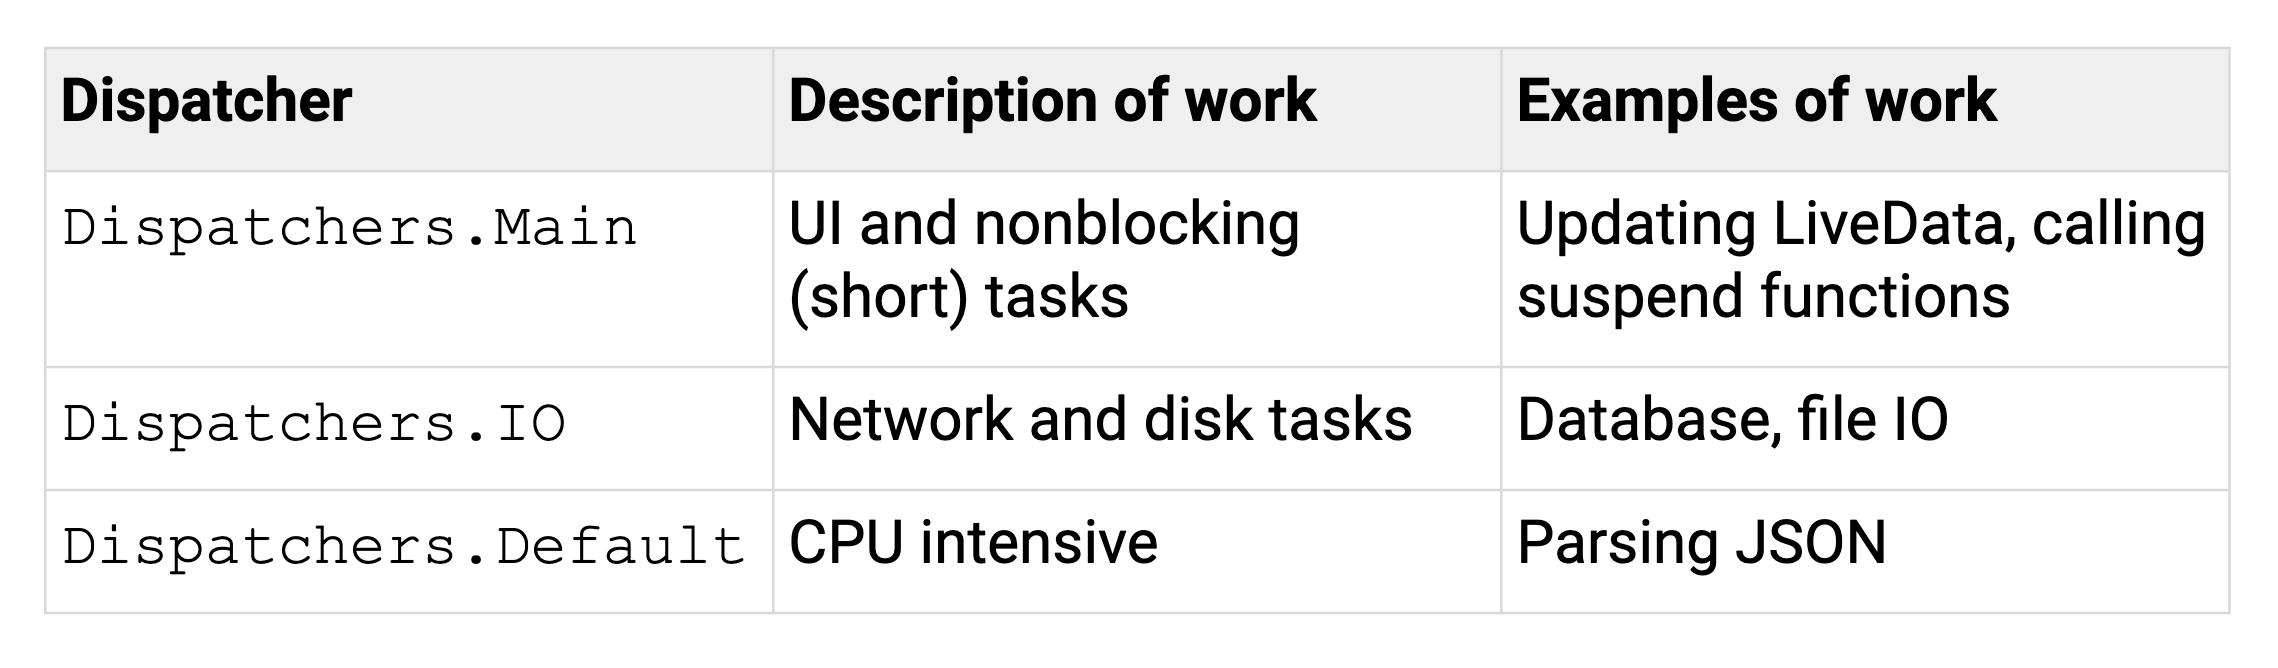 Dispatcher
Description of work
Examples of work
Dispatchers.Main
UI and nonblocking
(short) tasks
Updating LiveData, calling
suspend functions
Dispatchers.IO
Network and disk tasks
Database, file IO
Dispatchers.Default
CPU intensive
Parsing JSON